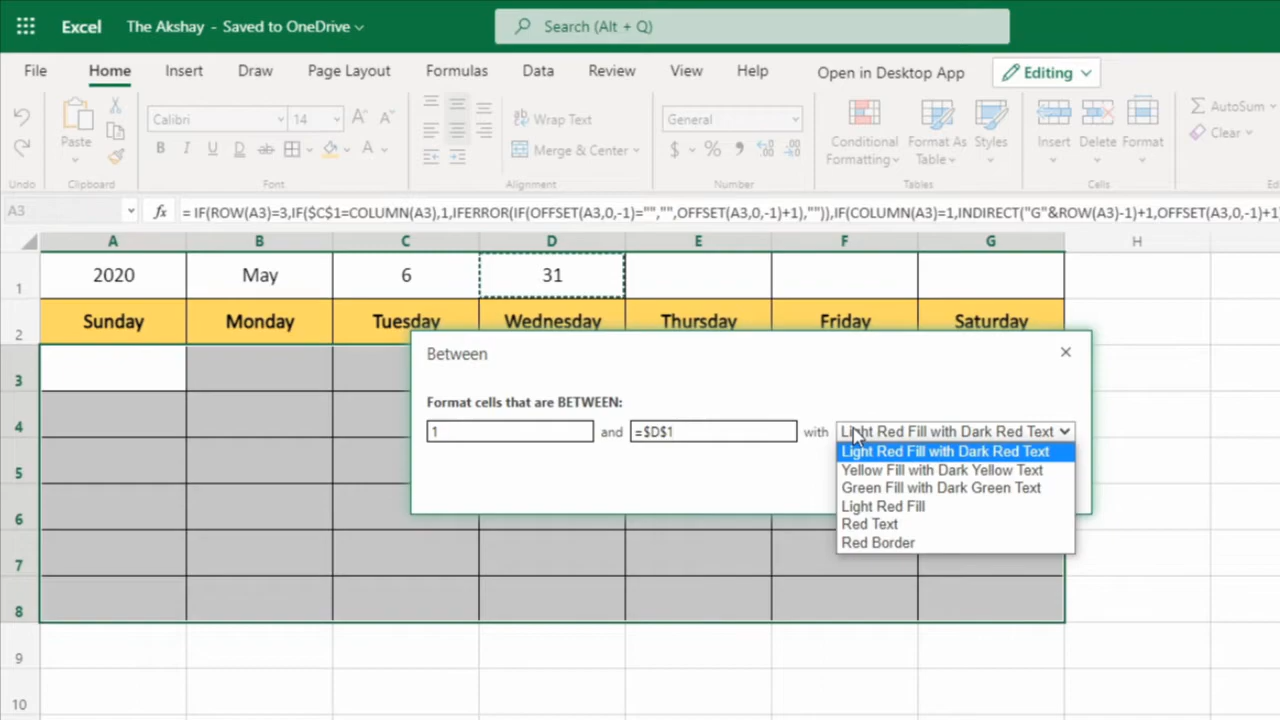 Excel The Akshay - Saved to OneDrive Search (Alt + Q)
File Home Insert Draw Page Layout Formulas Data Review View Help Open in Desktop App Editing
Calibri 14 Wrap Text General AutoSum
Paste Merge & Center $ % Conditional Formatting Format As Table Styles Insert Delete Format Clear
Undo Clipboard Font Alignment Number Tables Cells
A3 fx = IF(ROW(A3)=3,IF($C$1=COLUMN(A3),1,IFERROR(IF(OFFSET(A3,0,-1)="","",OFFSET(A3,0,-1)+1),"")),IF(COLUMN(A3)=1,INDIRECT("G"&ROW(A3)-1)+1,OFFSET(A3,0,-1)+1
A B C D E F G H
1 2020 May 6 31
2 Sunday Monday Tuesday Wednesday Thursday Friday Saturday
Between
3
Format cells that are BETWEEN:
4 1 and =$D$1 with Light Red Fill with Dark Red Text
Light Red Fill with Dark Red Text
5 Yellow Fill with Dark Yellow Text
Green Fill with Dark Green Text
6 Light Red Fill
Red Text
Red Border
7
8
9
10